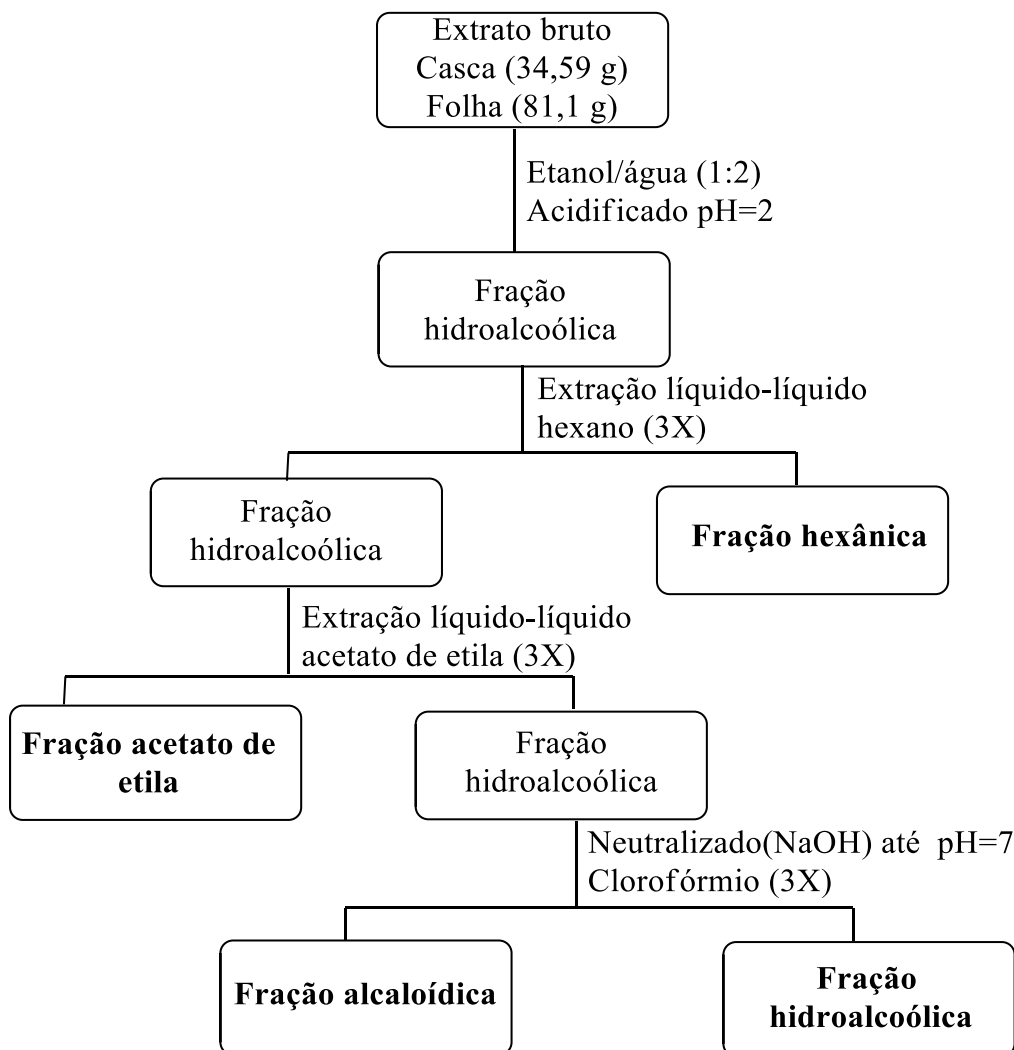 Extrato bruto
Casca (34,59 g)
Folha (81,1 g)
Etanol/água (1:2)
Acidificado pH=2
Fração
hidroalcoólica
Extração líquido-líquido
hexano (3X)
Fração
hidroalcoólica
Fração hexânica
Extração líquido-líquido
acetato de etila (3X)
Fração acetato de
etila
Fração
hidroalcoólica
Neutralizado(NaOH) até pH=7
Clorofórmio (3X)
Fração alcaloídica
Fração
hidroalcoólica